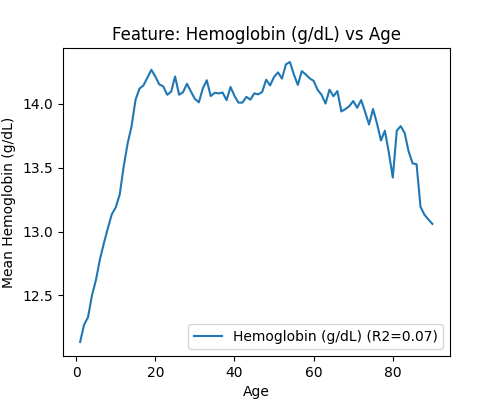 Feature: Hemoglobin (g/dL) vs Age
Mean Hemoglobin (g/dL)
14.0
13.5
13.0
12.5
Hemoglobin (g/dL) (R2=0.07)
0 20 40 60 80
Age